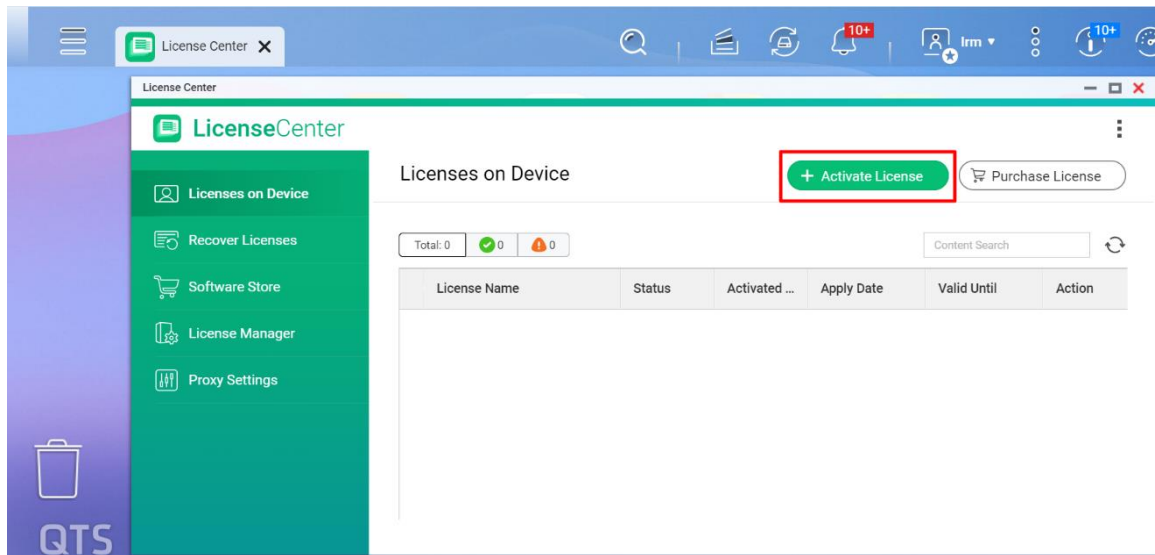 License Center
10+
Irm
10+
License Center
LicenseCenter
Licenses on Device
+ Activate License
Purchase License
Licenses on Device
Recover Licenses
Software Store
License Manager
Proxy Settings
Total: 0
0
0
Content Search
License Name Status Activated ... Apply Date Valid Until Action
QTS